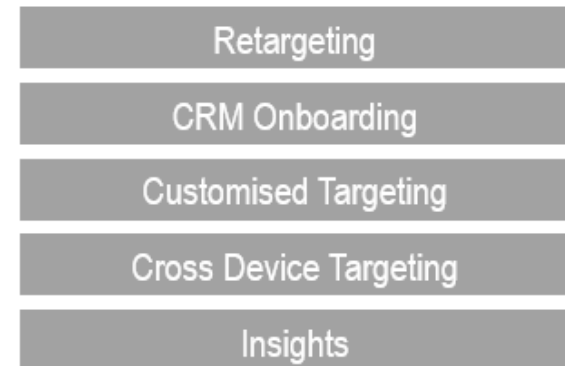 Retargeting
CRM Onboarding
Customised Targeting
Cross Device Targeting
Insights